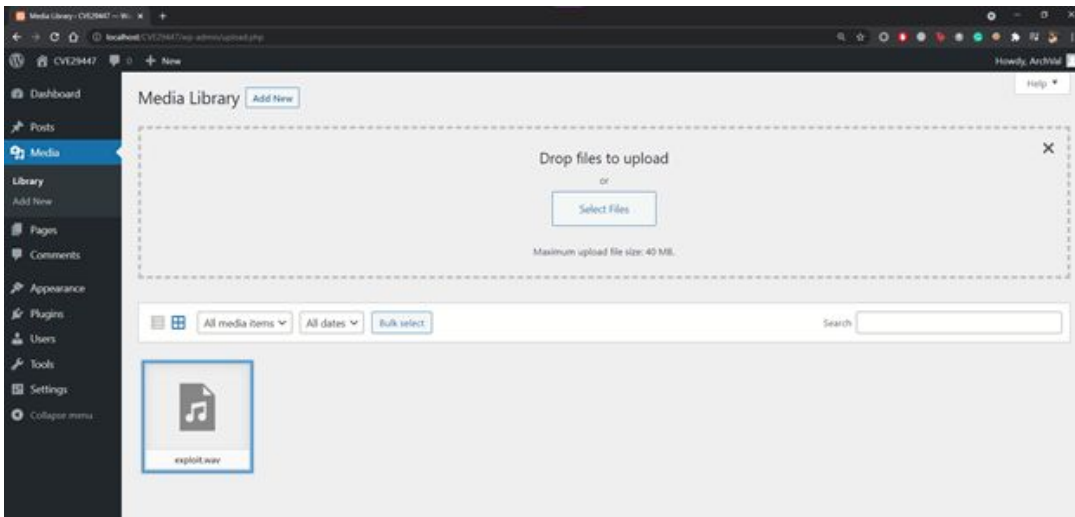 Media Library ‹ CVE29447 — W
localhost/CVE29447/wp-admin/upload.php
CVE29447 0 New
Howdy, ArchVal
Help
Dashboard
Posts
Media
Library
Add New
Pages
Comments
Appearance
Plugins
Users
Tools
Settings
Collapse menu
Media Library Add New
Drop files to upload
or
Select Files
Maximum upload file size: 40 MB.
All media items All dates Bulk select Search
exploit.wav